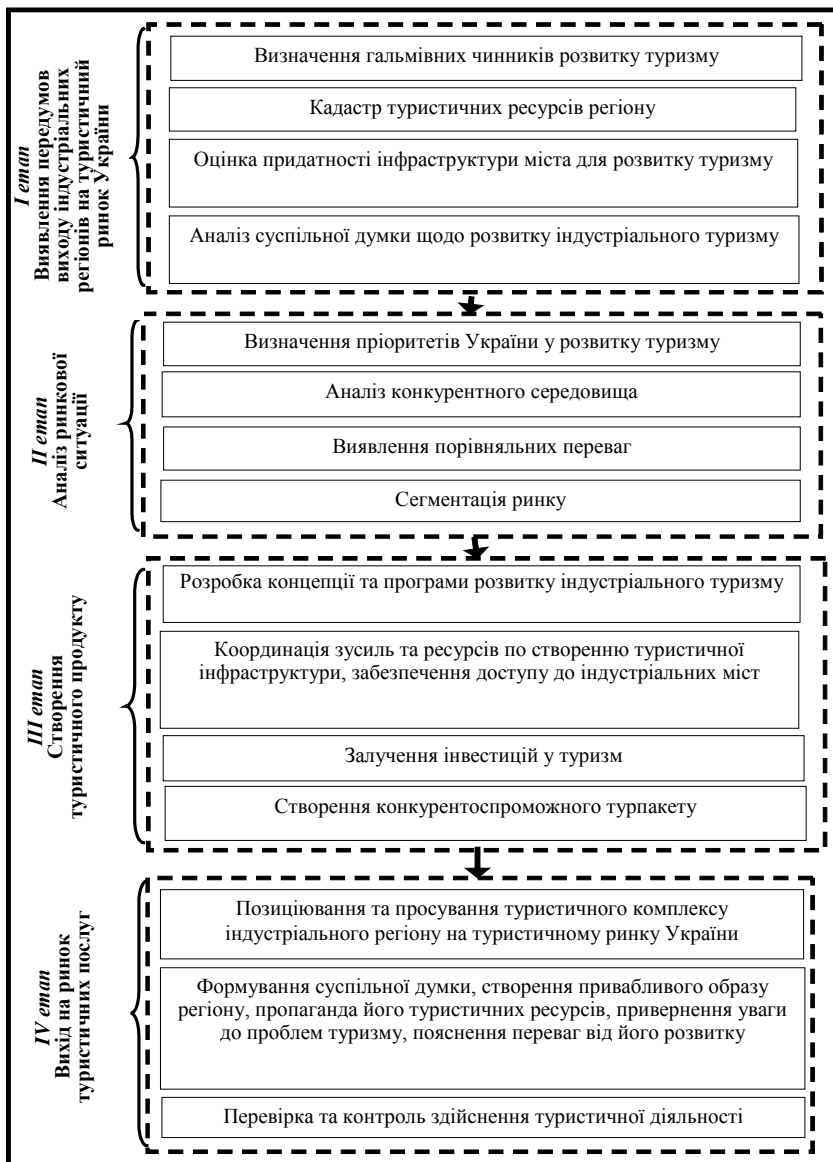 I етап
Виявлення передумов
виходу індустріальних
регіонів на туристичний
ринок України
Визначення гальмівних чинників розвитку туризму
Кадастр туристичних ресурсів регіону
Оцінка придатності інфраструктури міста для розвитку туризму
Аналіз суспільної думки щодо розвитку індустріального туризму
II етап
Аналіз ринкової
ситуації
Визначення пріоритетів України у розвитку туризму
Аналіз конкурентного середовища
Виявлення порівняльних переваг
Сегментація ринку
III етап
Створення
туристичного продукту
Розробка концепції та програми розвитку індустріального туризму
Координація зусиль та ресурсів по створенню туристичної
інфраструктури, забезпечення доступу до індустріальних міст
Залучення інвестицій у туризм
Створення конкурентоспроможного турпакету
IV етап
Вихід на ринок
туристичних послуг
Позиціювання та просування туристичного комплексу
індустріального регіону на туристичному ринку України
Формування суспільної думки, створення привабливого образу
регіону, пропаганда його туристичних ресурсів, привернення уваги
до проблем туризму, пояснення переваг від його розвитку
Перевірка та контроль здійснення туристичної діяльності